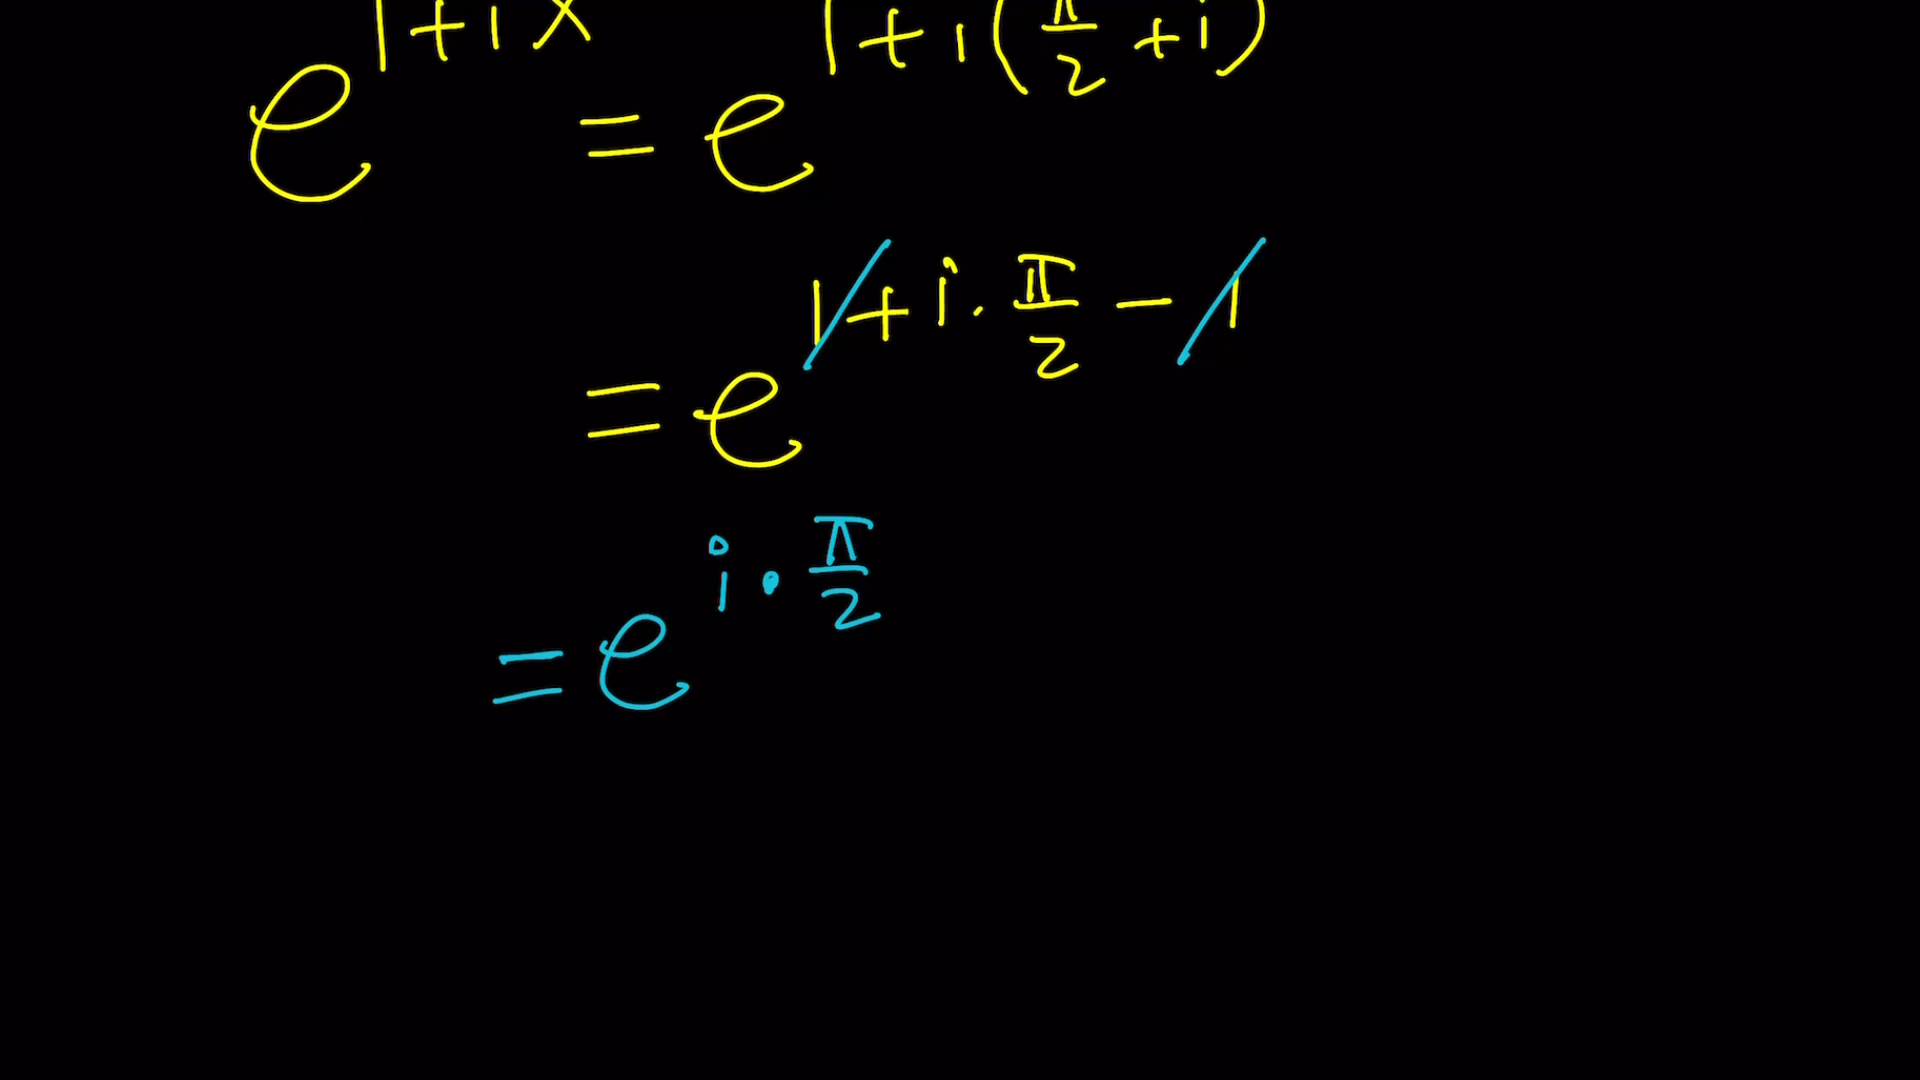 e^{1+ix} = e^{1+i(π/2+i)}
= e^{1+i·π/2-1}
= e^{i·π/2}